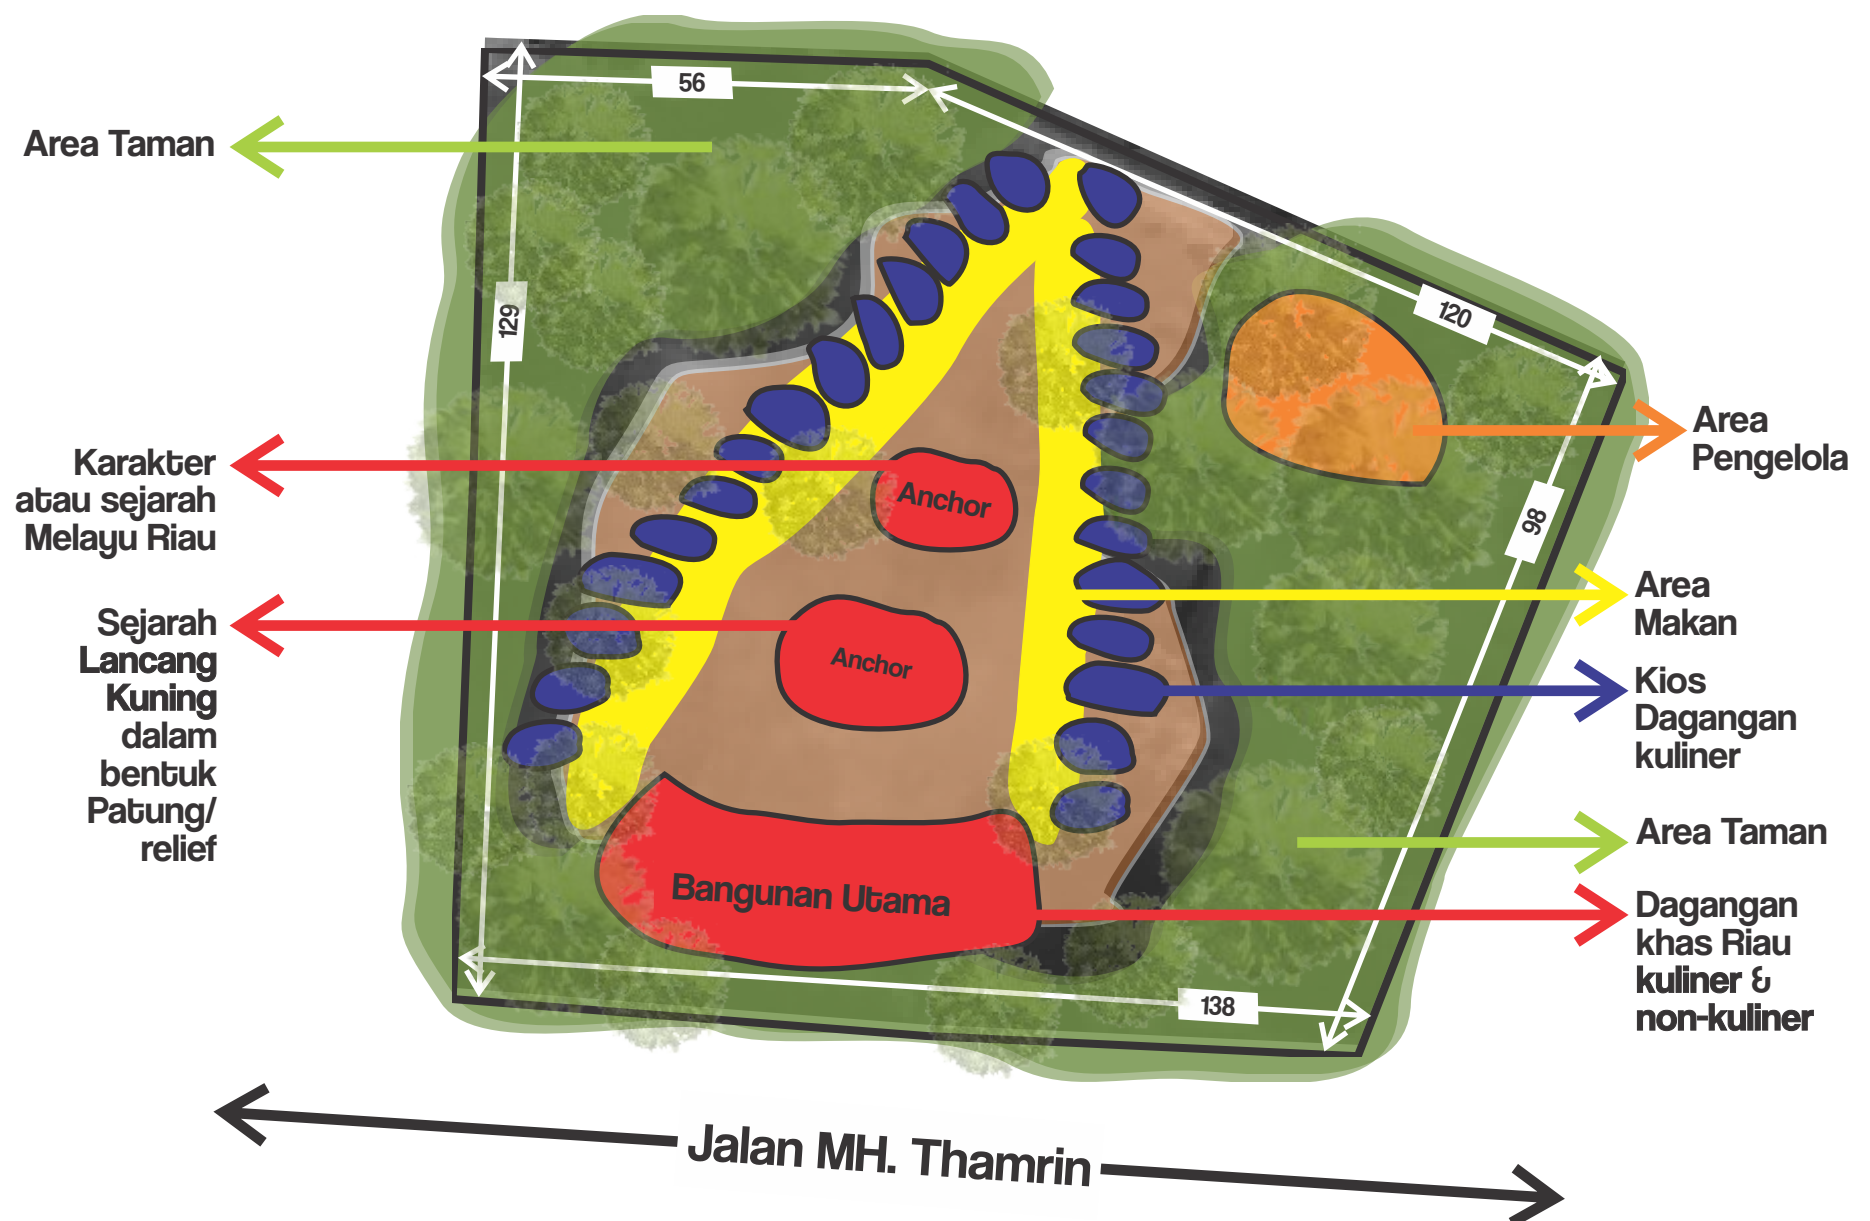 56
Area Taman
129
120
Area
Pengelola
Karakter
atau sejarah
Melayu Riau
Anchor
98
Area
Makan
Sejarah
Lancang
Kuning
dalam
bentuk
Patung/
relief
Anchor
Kios
Dagangan
kuliner
Area Taman
Bangunan Utama
Dagangan
khas Riau
kuliner &
non-kuliner
138
Jalan MH. Thamrin